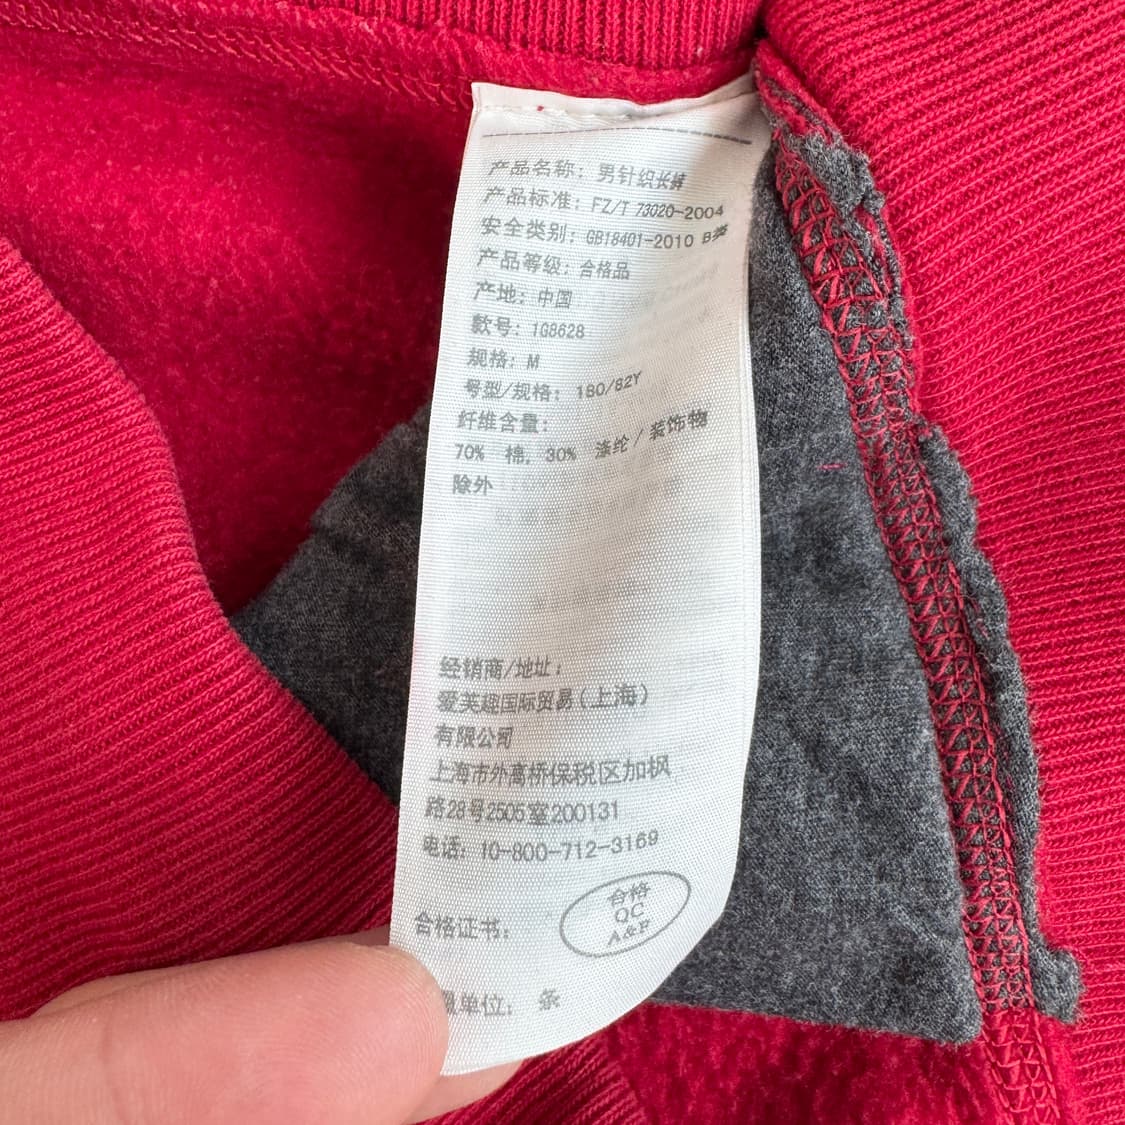 产品名称：男针织长裤
产品标准：FZ/T 73020-2004
安全类别：GB18401-2010 B类
产品等级：合格品
产地：中国
款号：1G8628
规格：M
号型/规格：180/82Y
纤维含量：
70% 棉，30% 涤纶/装饰物
除外
经销商/地址：
爱芙趣国际贸易(上海)
有限公司
上海市外高桥保税区加枫
路28号2505室200131
电话：10-800-712-3169
合格证书：
合格
QC
A&F
单位：条